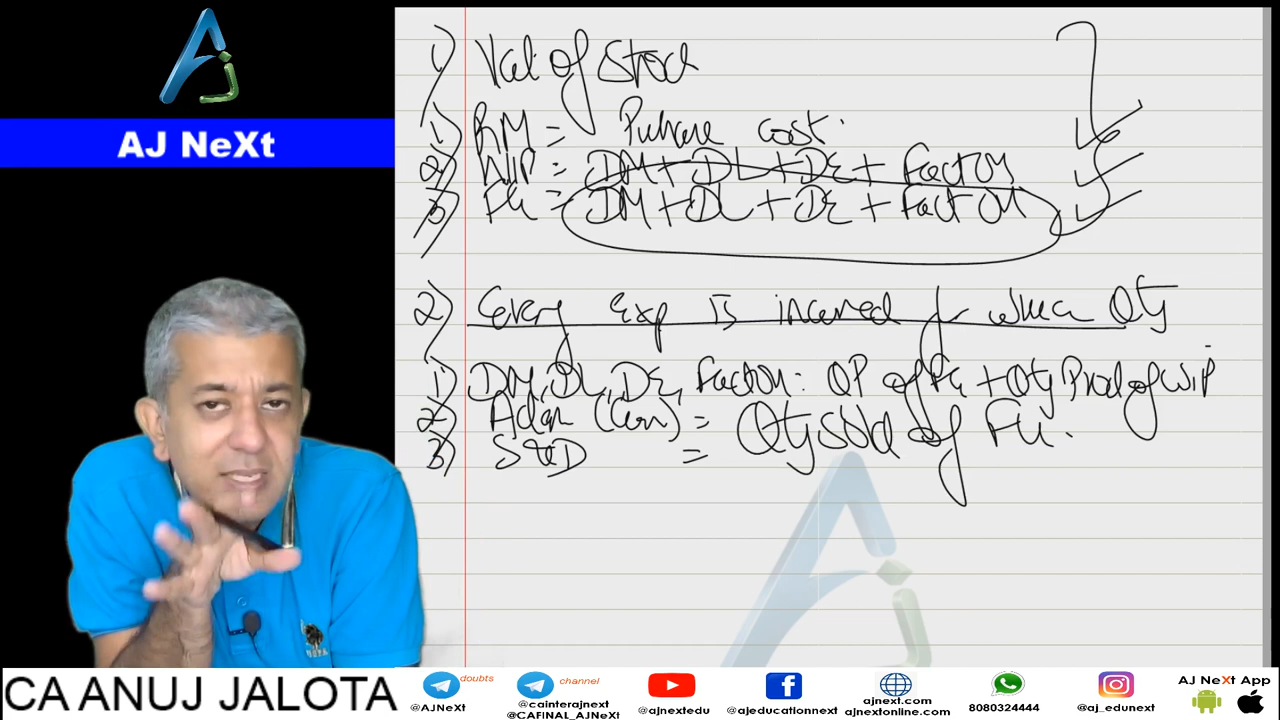 1) Val. of Stock
1) RM = Purchase cost.
2) WIP = DM + DL + DE + Factory
3) FG = DM + DL + DE + Factory
2) Every Exp is incurred for which Qty
1) DM, DL, DE, Factory: QP of FG + Qty Prod of WIP
2) Adm (Gen) = Qty Sold of FG.
3) S&D =
AJ NeXt
CA ANUJ JALOTA
doubts
@AJNeXt
channel
@cainterajnext
@CAFINAL_AJNeXt
@ajnextedu
@ajeducationnext
ajnext.com
ajnextonline.com
8080324444
@aj_edunext
AJ NeXt App